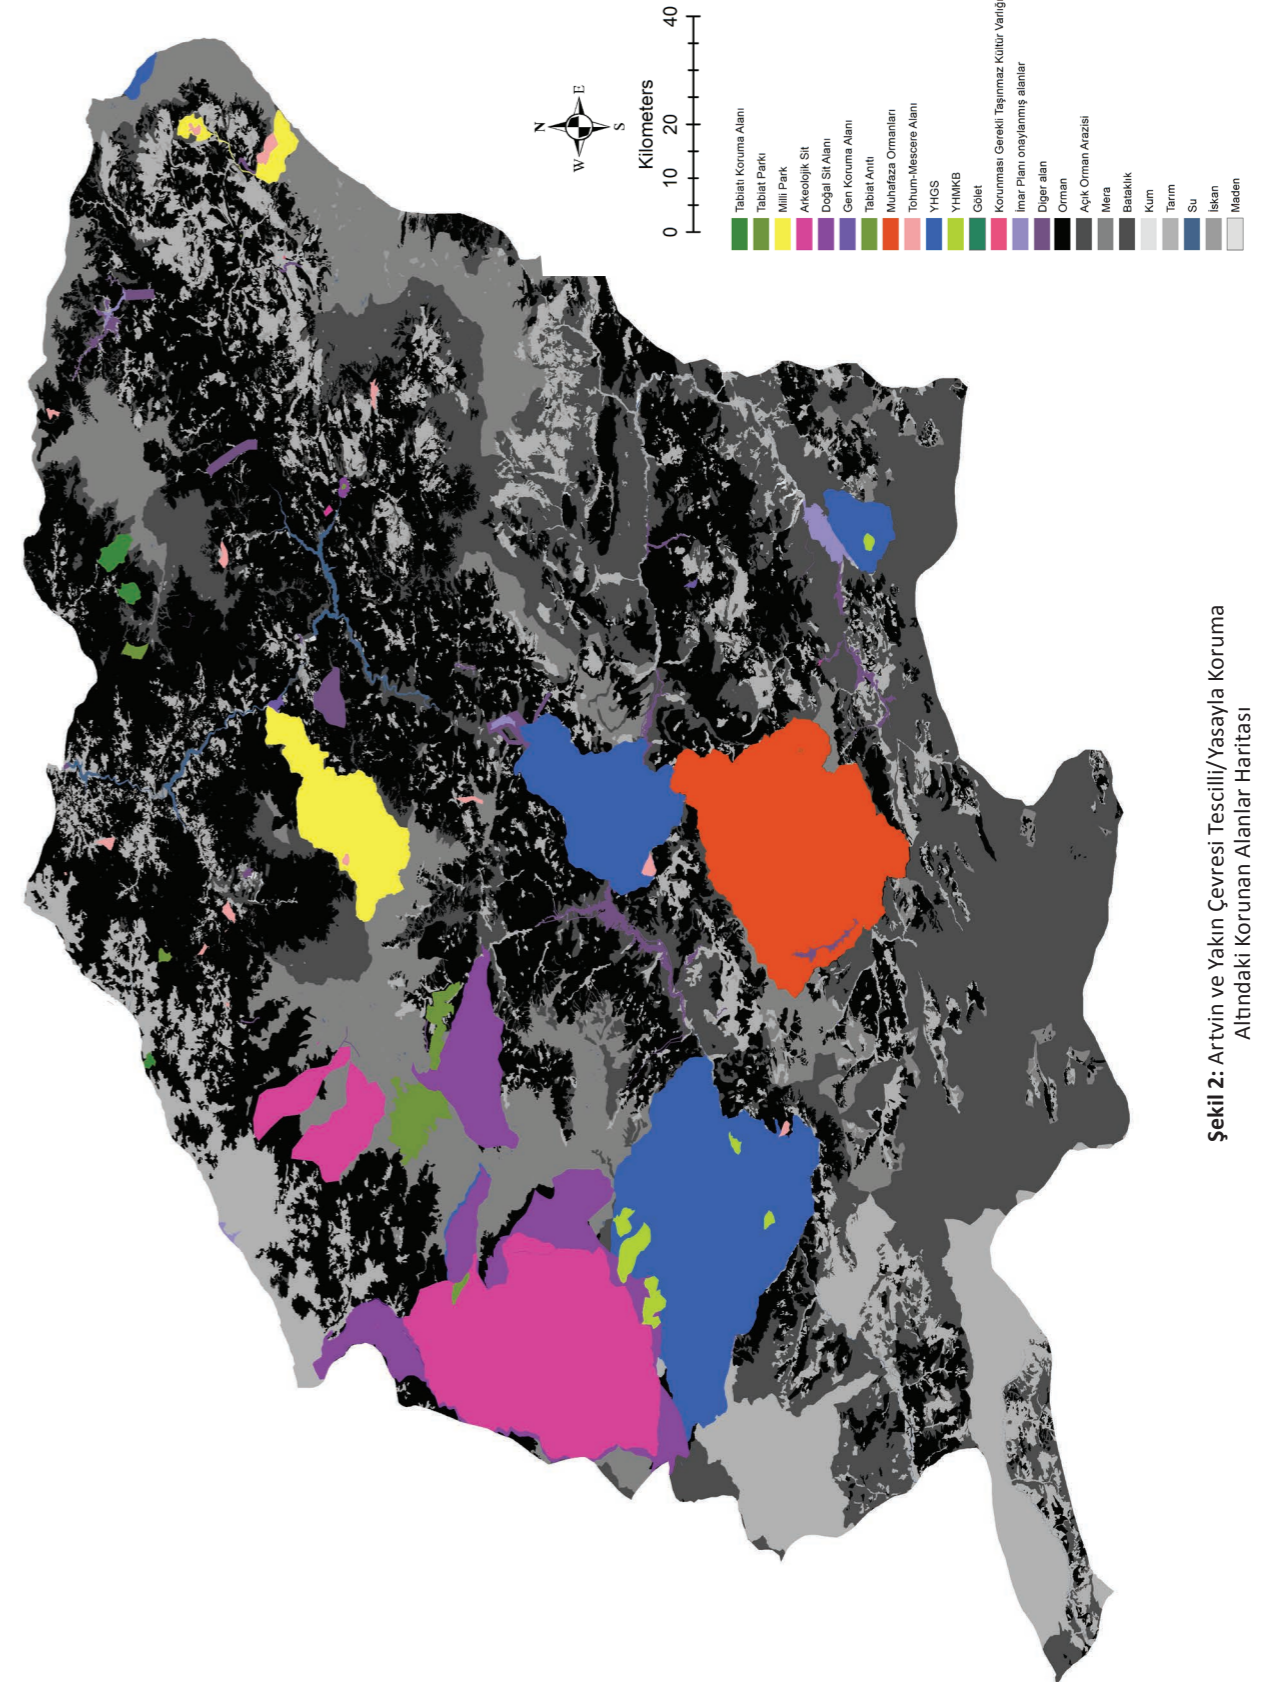 N
E
S
W
Kilometers
0 10 20 40
Tabiatı Koruma Alanı
Tabiat Parkı
Milli Park
Arkeolojik Sit
Doğal Sit Alanı
Gen Koruma Alanı
Tabiat Anıtı
Muhafaza Ormanları
Tohum-Mescere Alanı
YHGS
YHMKB
Gölet
Korunması Gerekli Taşınmaz Kültür Varlığı
İmar Planı onaylanmış alanlar
Diger alan
Orman
Açık Orman Arazisi
Mera
Bataklık
Kum
Tarım
Su
İskan
Maden
Şekil 2: Artvin ve Yakın Çevresi Tescilli/Yasayla Koruma
Altındaki Korunan Alanlar Haritası